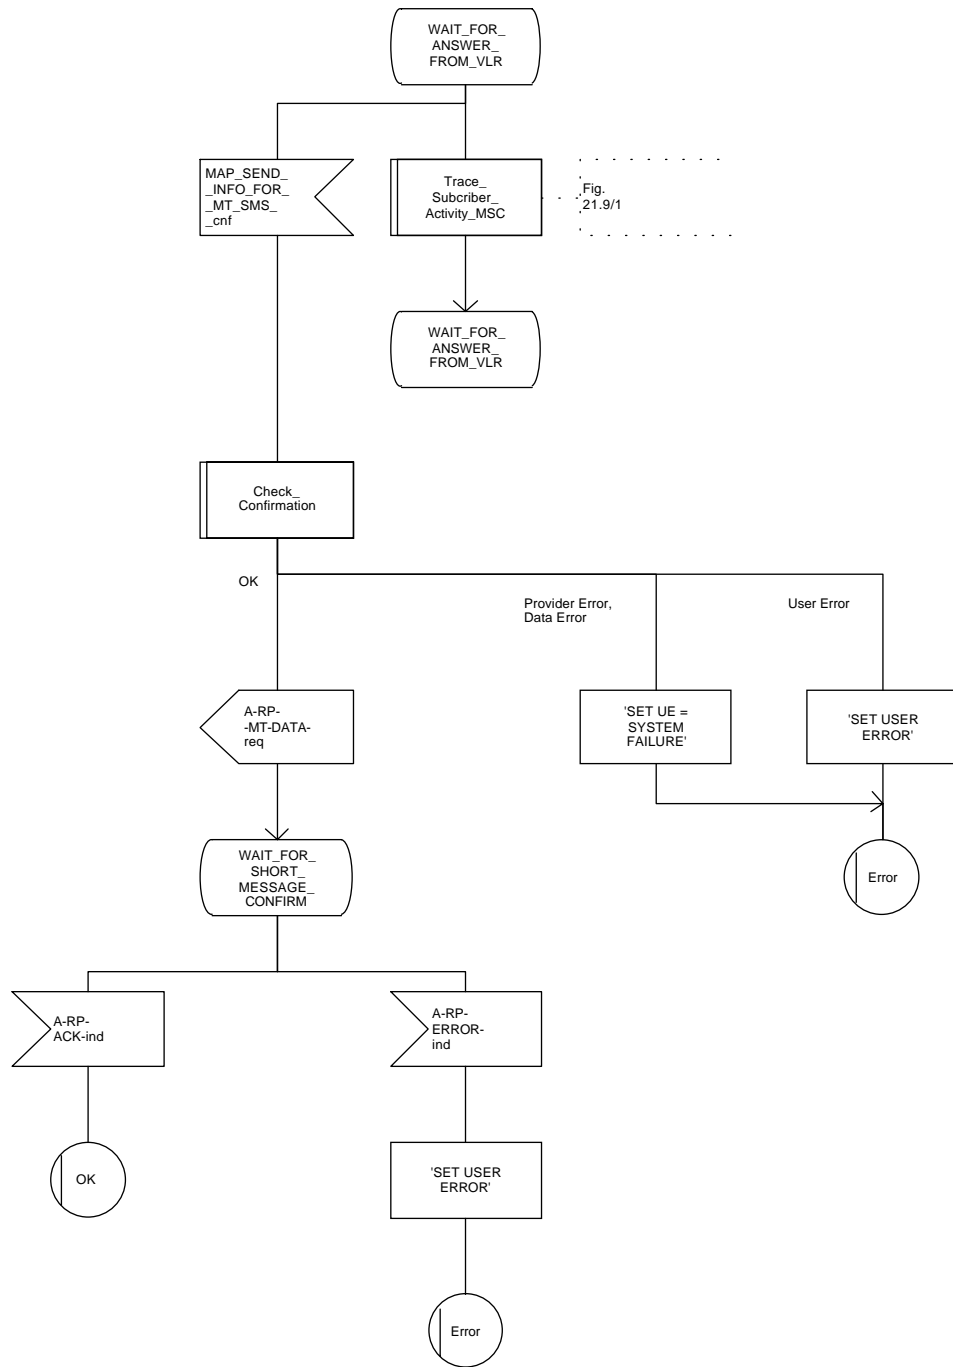 WAIT_FOR_
ANSWER_
FROM_VLR
MAP_SEND_
_INFO_FOR_
_MT_SMS_
_cnf
Trace_
Subcriber_
Activity_MSC
Fig.
21.9/1
WAIT_FOR_
ANSWER_
FROM_VLR
Check_
Confirmation
OK
Provider Error,
Data Error
User Error
A-RP-
-MT-DATA-
req
'SET UE =
SYSTEM
FAILURE'
'SET USER
ERROR'
WAIT_FOR_
SHORT_
MESSAGE_
CONFIRM
Error
A-RP-
ACK-ind
A-RP-
ERROR-
ind
OK
'SET USER
ERROR'
Error